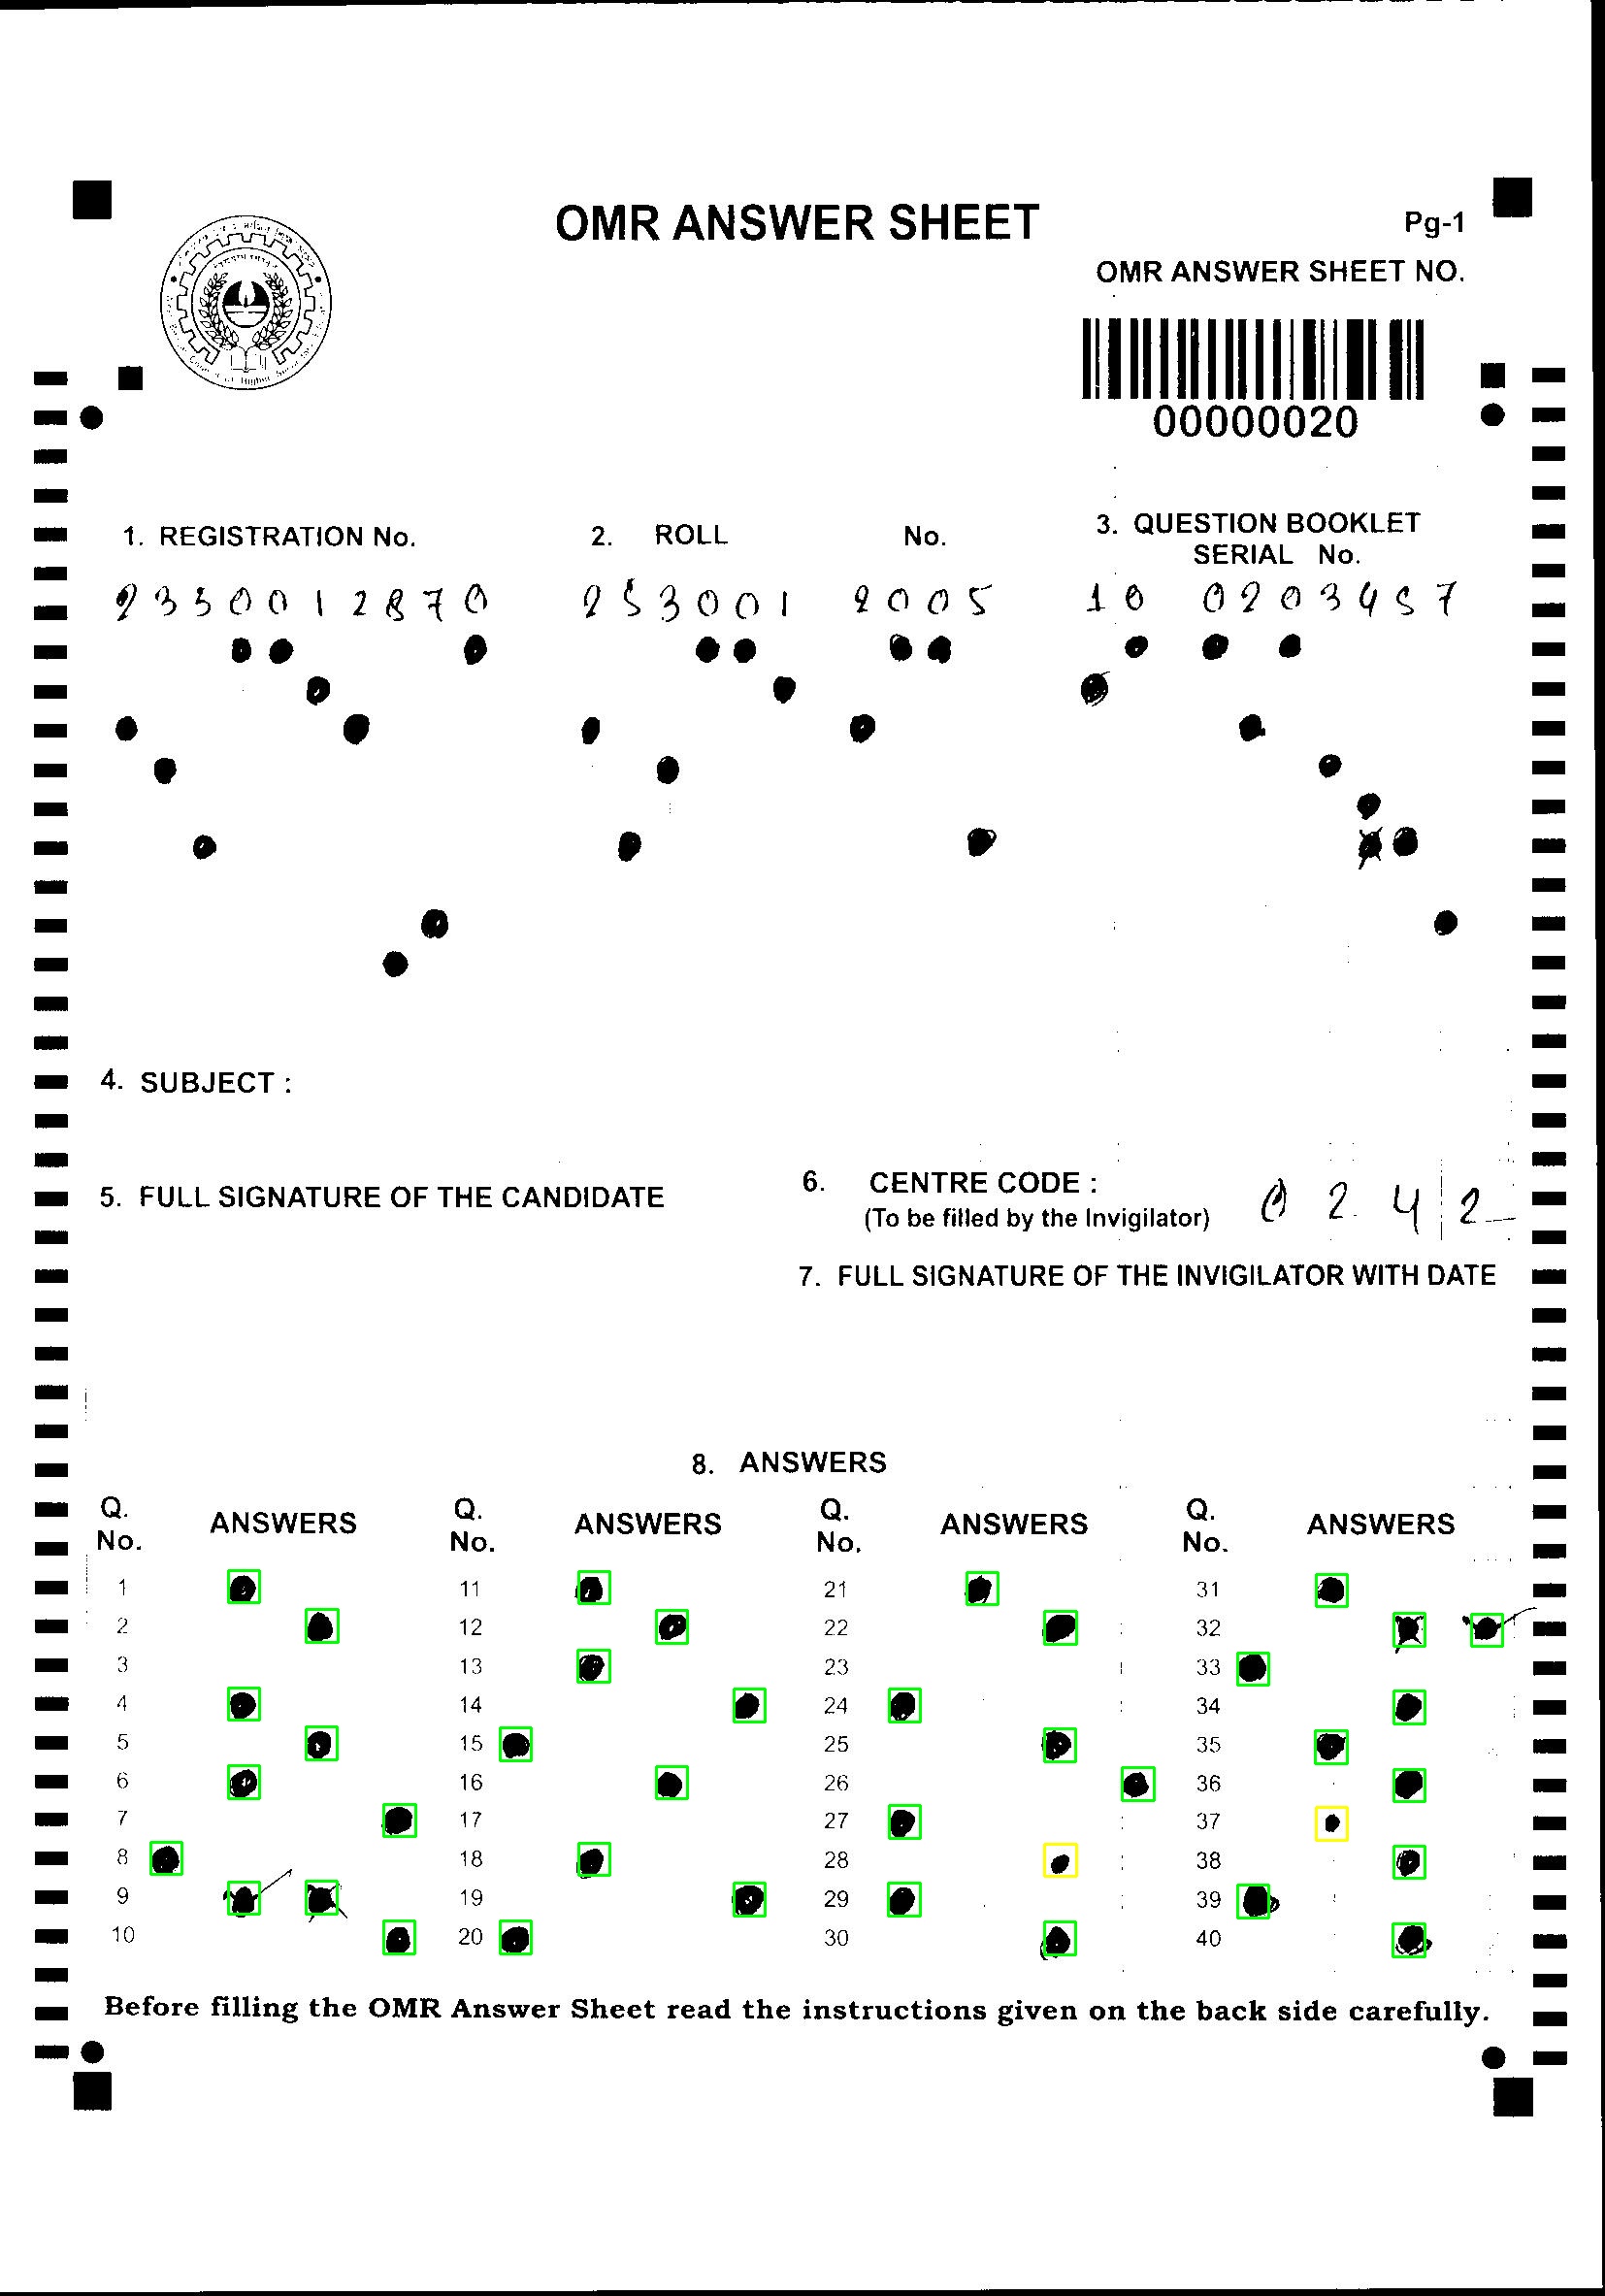 OMR ANSWER SHEET
Pg-1
OMR ANSWER SHEET NO.
00000020
1. REGISTRATION No.
2. ROLL No.
3. QUESTION BOOKLET
SERIAL No.
2350012870
253001 2005
10 0203457
4. SUBJECT :
5. FULL SIGNATURE OF THE CANDIDATE
6. CENTRE CODE :
(To be filled by the Invigilator)
0 2 4 2
7. FULL SIGNATURE OF THE INVIGILATOR WITH DATE
8. ANSWERS
Q. No. ANSWERS Q. No. ANSWERS Q. No. ANSWERS Q. No. ANSWERS
1 11 21 31
2 12 22 32
3 13 23 33
4 14 24 34
5 15 25 35
6 16 26 36
7 17 27 37
8 18 28 38
9 19 29 39
10 20 30 40
Before filling the OMR Answer Sheet read the instructions given on the back side carefully.